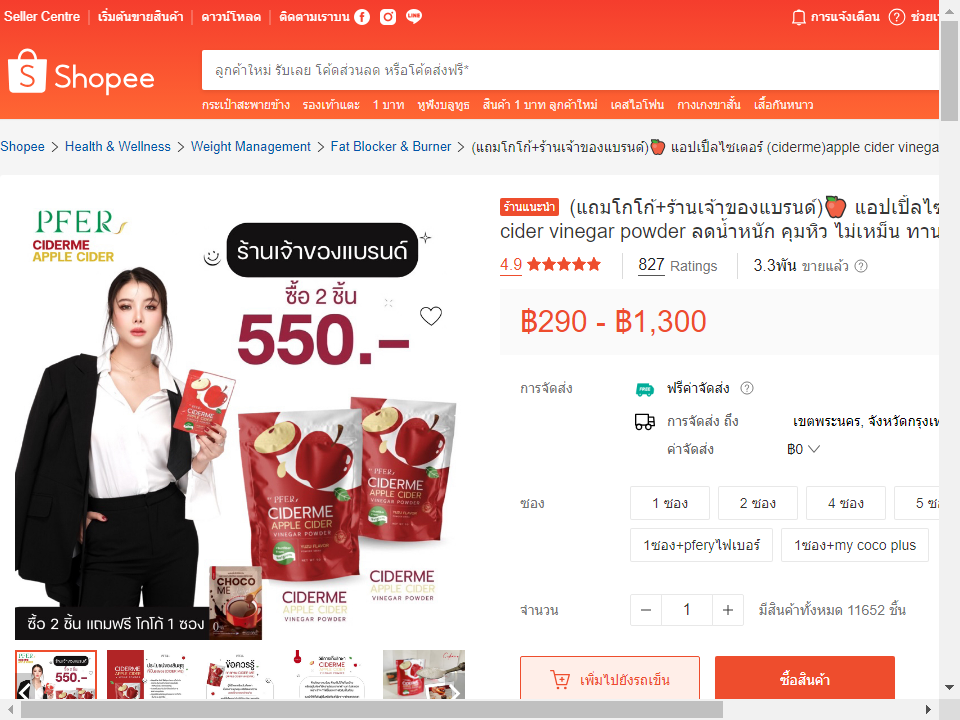 Seller Centre
เริ่มต้นขายสินค้า
ดาวน์โหลด
ติดตามเราบน
LINE
การแจ้งเตือน
Shopee
ลูกค้าใหม่ รับเลย โค้ดส่วนลด หรือโค้ดส่งฟรี*
กระเป๋าสะพายข้าง รองเท้าแตะ 1 บาท หูฟังบลูทูธ สินค้า 1 บาท ลูกค้าใหม่ เคสไอโฟน กางเกงขาสั้น เสื้อกันหนาว
Shopee > Health & Wellness > Weight Management > Fat Blocker & Burner > (แถมโกโก้+ร้านเจ้าของแบรนด์)🍎 แอปเปิ้ลไซเดอร์ (ciderme)apple cider vinega
PFER
CIDERME
APPLE CIDER
ร้านเจ้าของแบรนด์
ซื้อ 2 ชิ้น
550.-
PFER
CIDERME
APPLE CIDER
VINEGAR POWDER
YUZU FLAVOR
PFER
CIDERME
APPLE CIDER
VINEGAR POWDER
CHOCO
ME
CIDERME
APPLE CIDER
VINEGAR POWDER
CIDERME
APPLE CIDER
VINEGAR POWDER
ซื้อ 2 ชิ้น แถมฟรี โกโก้ 1 ซอง
ร้านแนะนำ (แถมโกโก้+ร้านเจ้าของแบรนด์)🍎 แอปเปิ้ลไซ
cider vinegar powder ลดน้ำหนัก คุมหิว ไม่เหม็น ทาน
4.9
827 Ratings
3.3พัน ขายแล้ว
฿290 - ฿1,300
การจัดส่ง
ฟรีค่าจัดส่ง
การจัดส่ง ถึง
เขตพระนคร, จังหวัดกรุงเท
ค่าจัดส่ง
฿0
ซอง
1 ซอง
2 ซอง
4 ซอง
1ซอง+pferyไฟเบอร์
1ซอง+my coco plus
จำนวน
1
มีสินค้าทั้งหมด 11652 ชิ้น
550.-
CIDERME
ข้อควรรู้
CIDERME
เพิ่มไปยังรถเข็น
ซื้อสินค้า